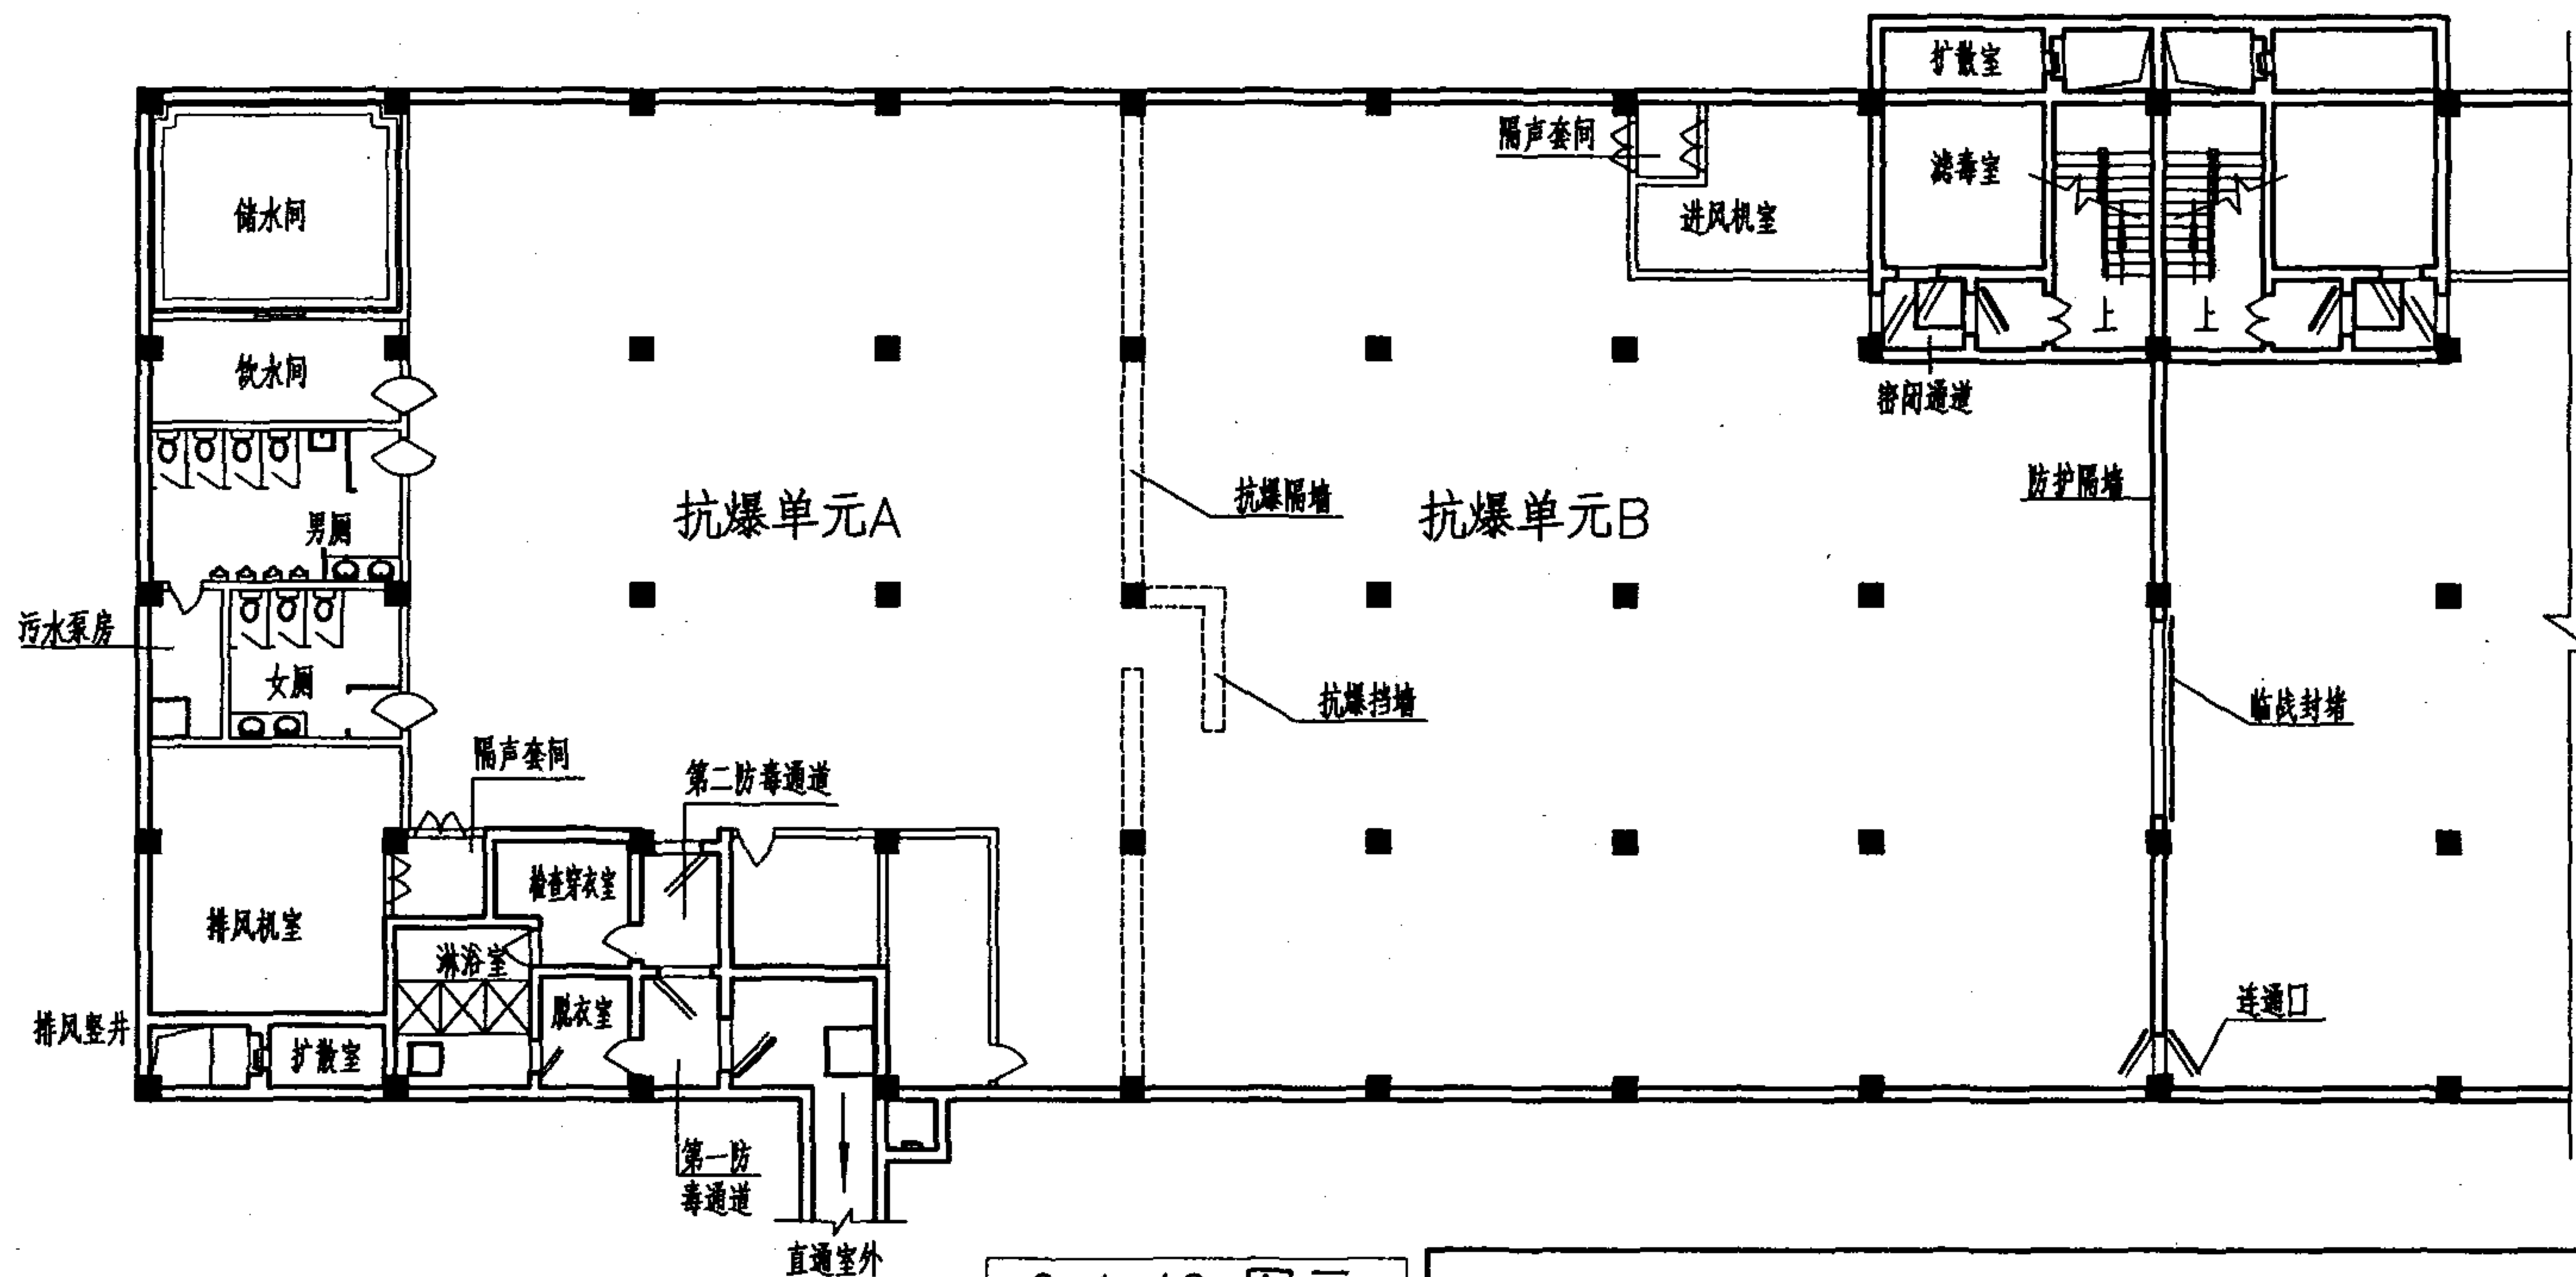 扩散室
隔声套间
滤毒室
储水间
进风机室
上
上
饮水间
密闭通道
防护隔墙
抗爆隔墙
抗爆单元A
抗爆单元B
男厕
污水泵房
女厕
抗爆挡墙
临战封堵
隔声套间
第二防毒通道
检查穿衣室
排风机室
淋浴室
脱衣室
连通口
排风竖井
扩散室
第一防
毒通道
直通室外